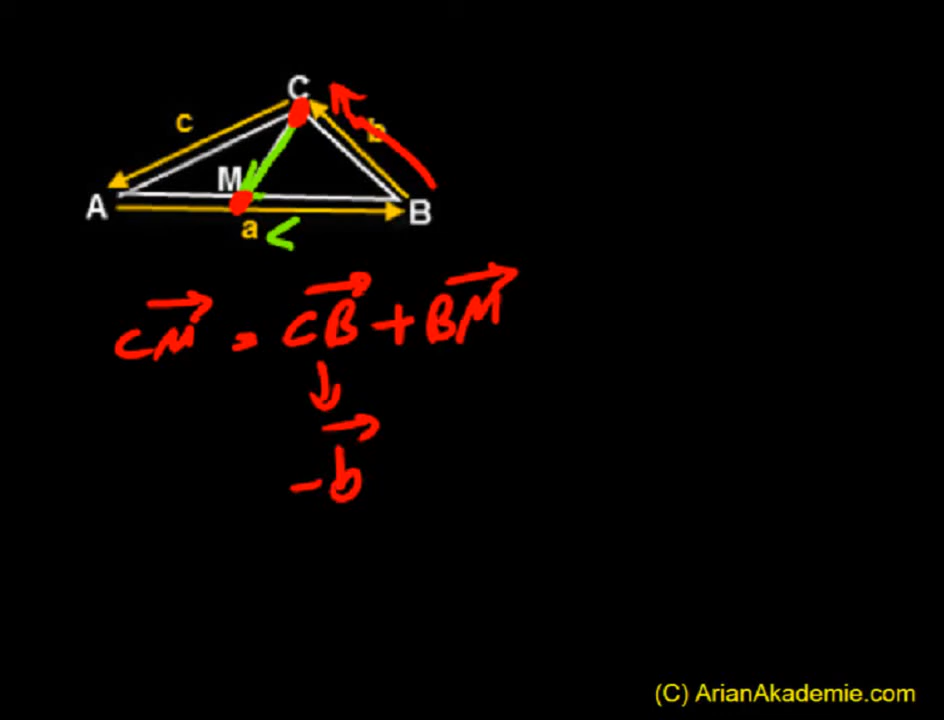 C
c
b
M
A
B
a <
CM = CB + BM
-b
(C) ArianAkademie.com